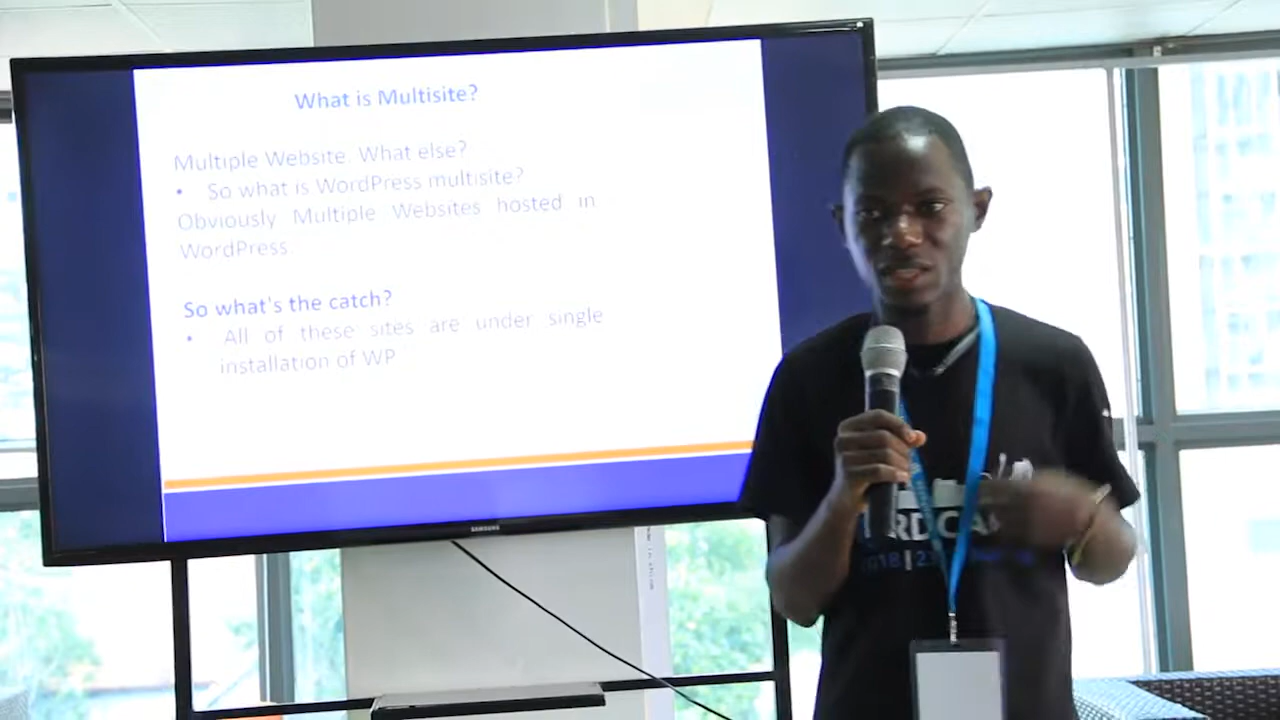 What is Multisite?
Multiple Website. What else?
• So what is WordPress multisite?
Obviously Multiple Websites hosted in
WordPress.
So what's the catch?
• All of these sites are under single
installation of WP
SAMSUNG